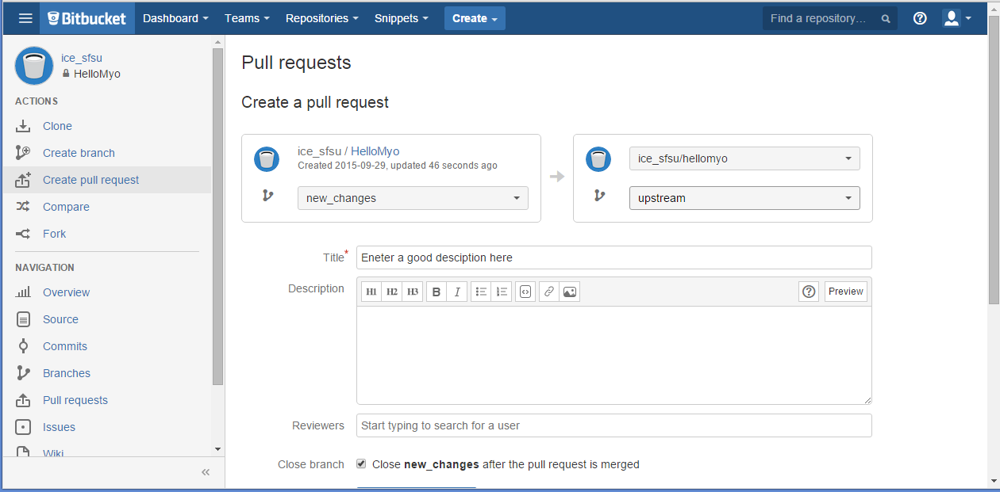 Bitbucket Dashboard Teams Repositories Snippets Create Find a repository...
ice_sfsu
HelloMyo
ACTIONS
Clone
Create branch
Create pull request
Compare
Fork
NAVIGATION
Overview
Source
Commits
Branches
Pull requests
Issues
Wiki
Pull requests
Create a pull request
ice_sfsu / HelloMyo
Created 2015-09-29, updated 46 seconds ago
new_changes
ice_sfsu/hellomyo
upstream
Title* Eneter a good desciption here
Description H1 H2 H3 B I Preview
Reviewers Start typing to search for a user
Close branch Close new_changes after the pull request is merged